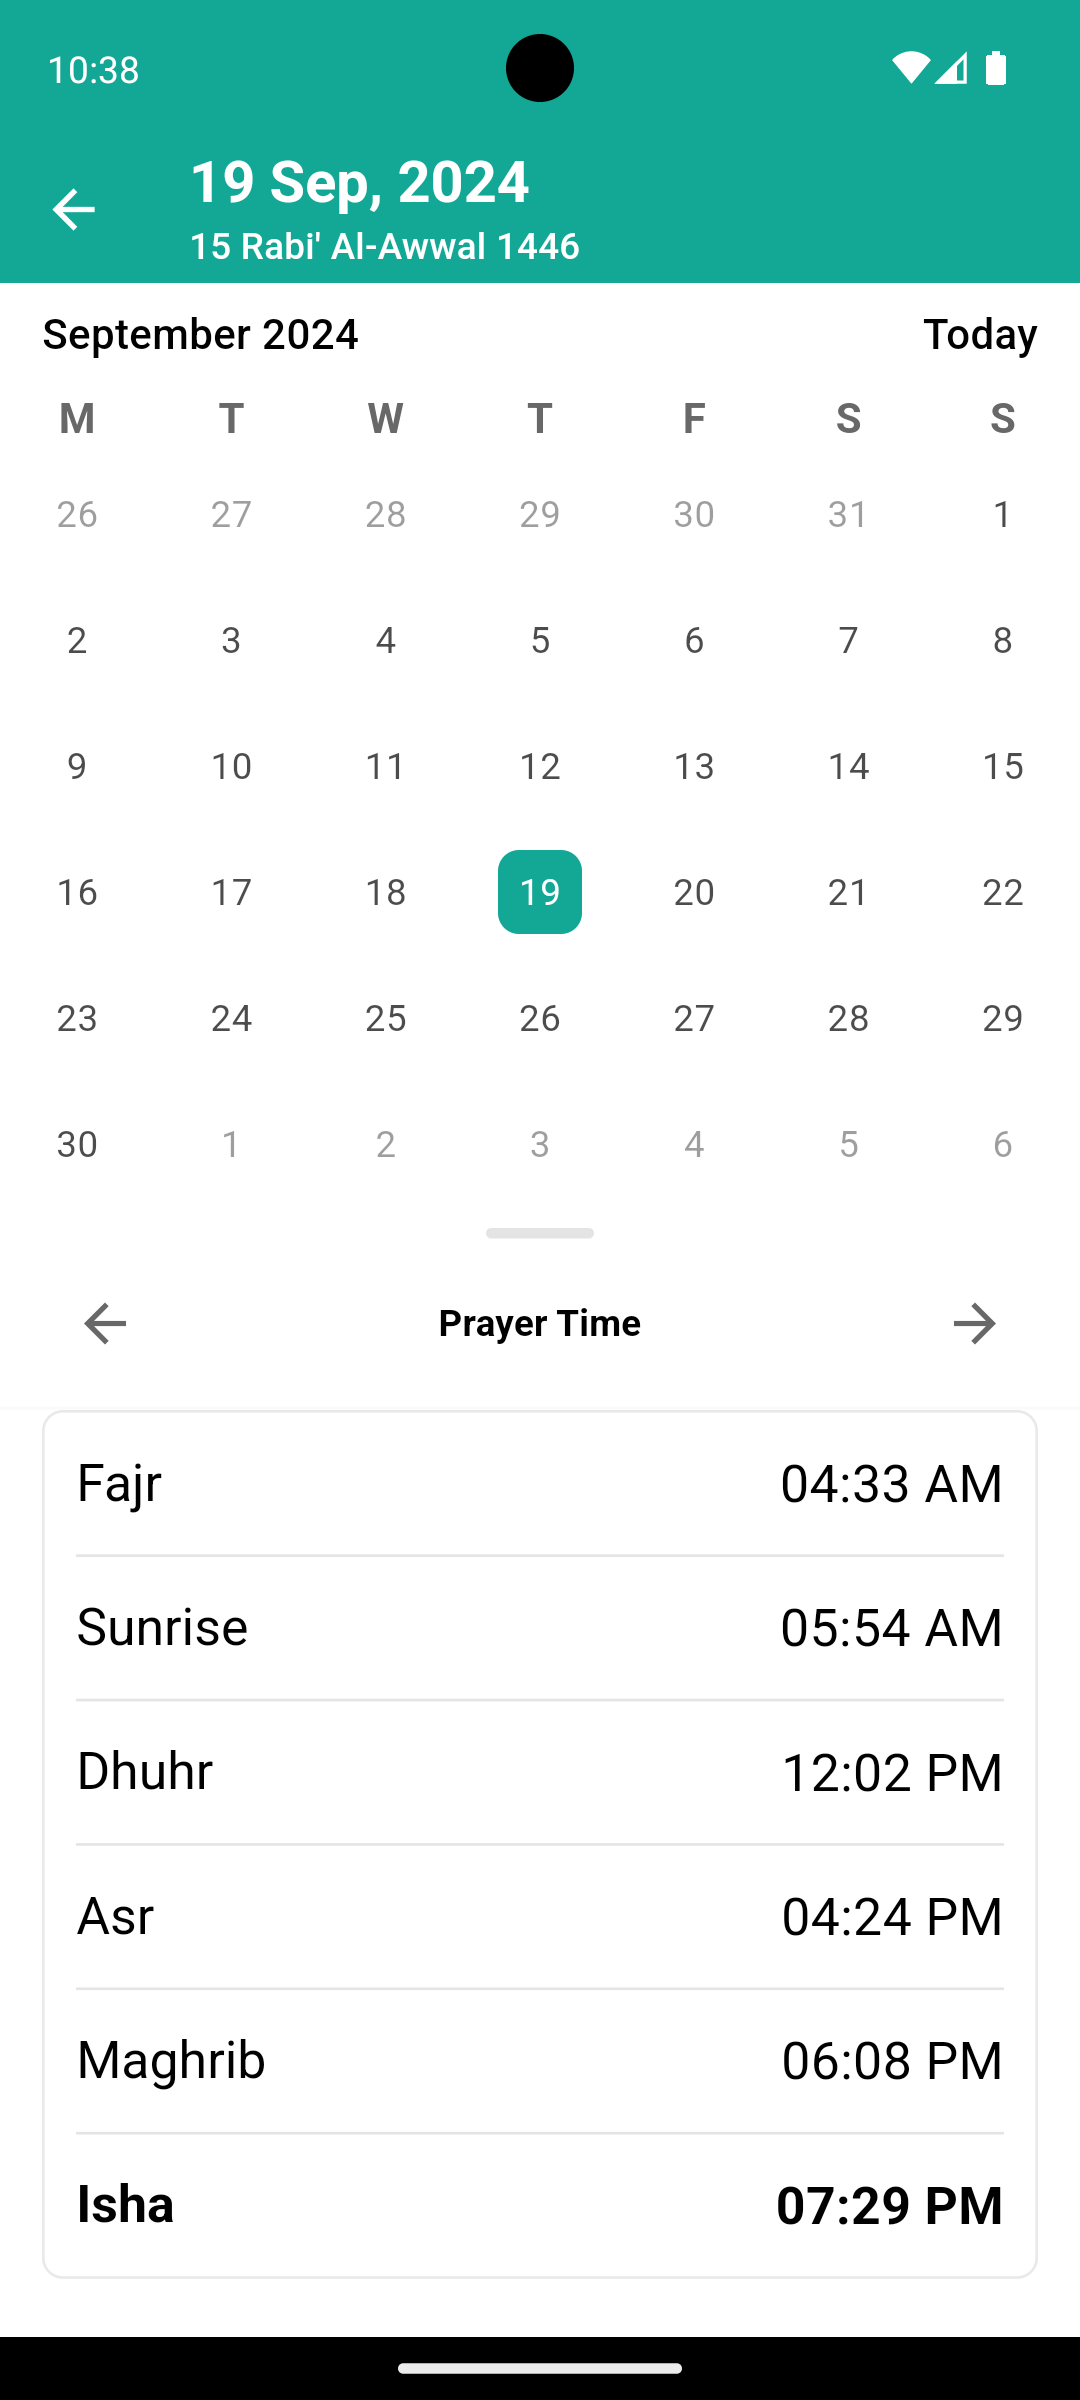 10:38
19 Sep, 2024
15 Rabi' Al-Awwal 1446
September 2024 Today
M T W T F S S
26 27 28 29 30 31 1
2 3 4 5 6 7 8
9 10 11 12 13 14 15
16 17 18 19 20 21 22
23 24 25 26 27 28 29
30 1 2 3 4 5 6
Prayer Time
Fajr 04:33 AM
Sunrise 05:54 AM
Dhuhr 12:02 PM
Asr 04:24 PM
Maghrib 06:08 PM
Isha 07:29 PM